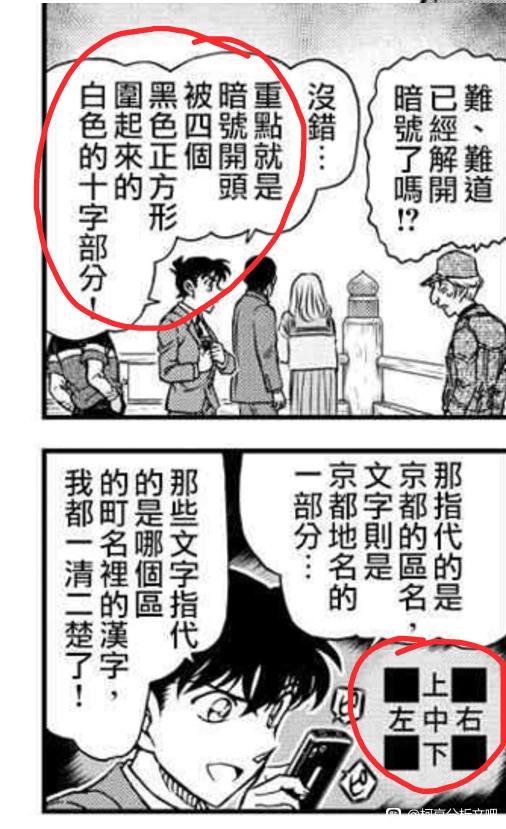 難、難道
已經解開
暗號了嗎!?
沒錯…
重點就是
暗號開頭
被四個
黑色正方形
圍起來的
白色的十字部分!
那指代的是
京都的區名,
文字則是
京都地名的
一部分…
上
左中右
下
那些文字指代
的是哪個區
的町名裡的漢字,
我都一清二楚了!
ピ
ピ